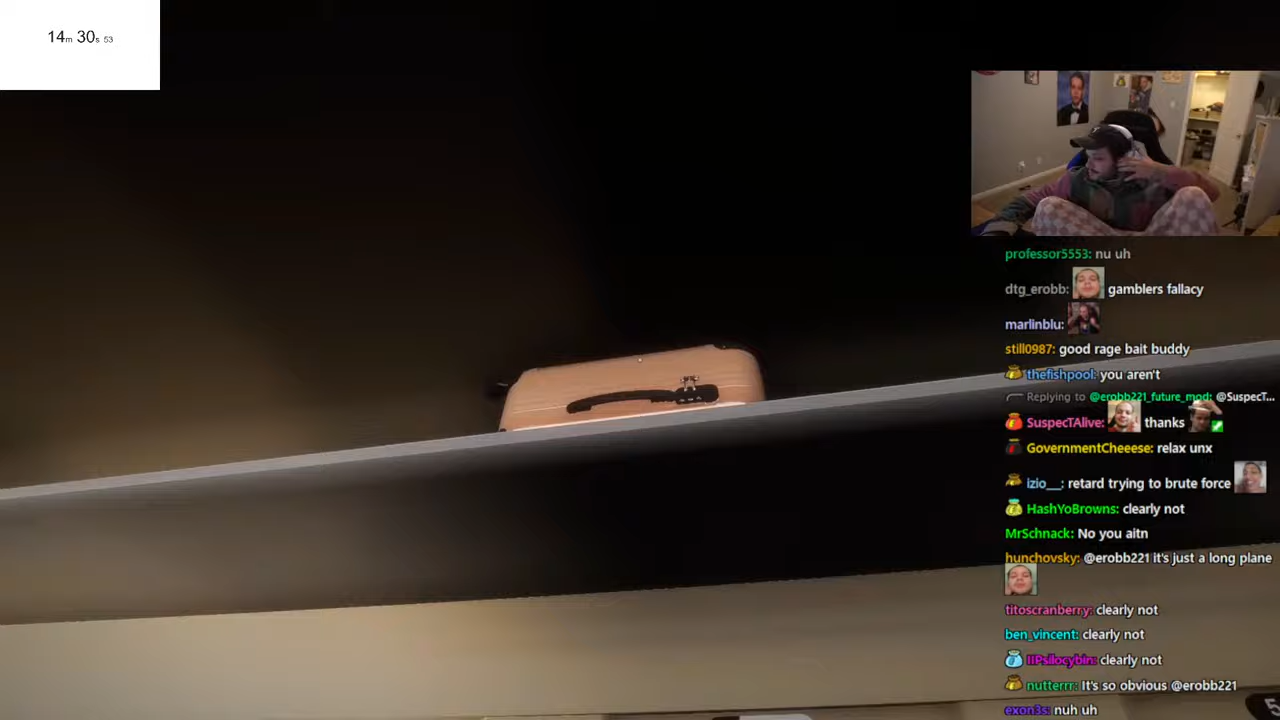 14m 30s 53
professor5553: nu uh
dtg_erobb: gamblers fallacy
marlinblu:
still0987: good rage bait buddy
thefishpool: you aren't
Replying to @erobb221_future_mod: @SuspecT...
SuspecTAlive: thanks
GovernmentCheeese: relax unx
izio__: retard trying to brute force
HashYoBrowns: clearly not
MrSchnack: No you aitn
hunchovsky: @erobb221 it's just a long plane
titoscranberry: clearly not
ben_vincent: clearly not
IIPsilocybin: clearly not
nutterrr: It's so obvious @erobb221
exon3s: nuh uh